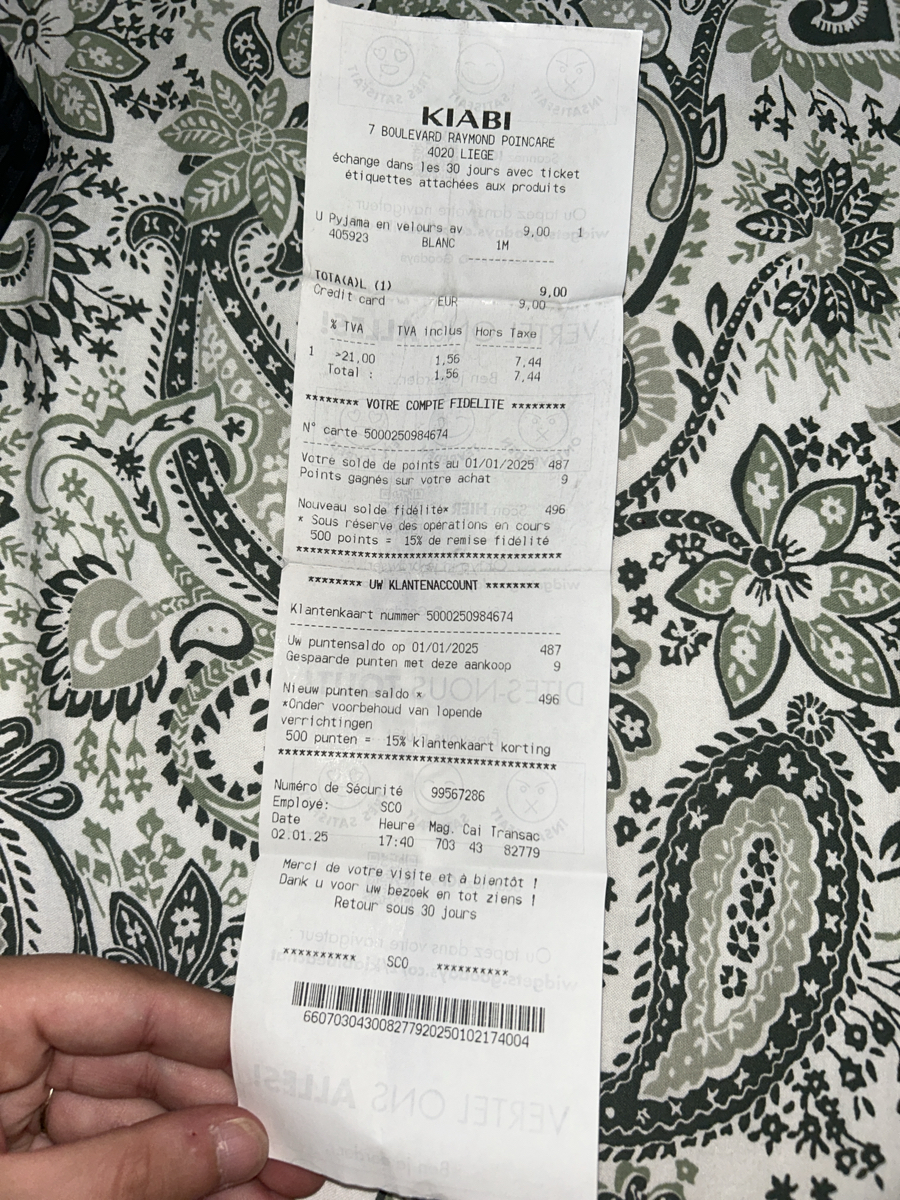 KIABI
7 BOULEVARD RAYMOND POINCARE
4020 LIEGE
échange dans les 30 jours avec ticket
étiquettes attachées aux produits
U Pyjama en velours av 9,00 1
405923 BLANC 1M
TOTA(A)L (1) 9,00
Credit card EUR 9,00
% TVA TVA inclus Hors Taxe
1 >21,00 1,56 7,44
Total : 1,56 7,44
******** VOTRE COMPTE FIDELITE ********
N° carte 5000250984674
Votre solde de points au 01/01/2025 487
Points gagnés sur votre achat 9
Nouveau solde fidélité* 496
* Sous réserve des opérations en cours
500 points = 15% de remise fidélité
***************************************
******** UW KLANTENACCOUNT ********
Klantenkaart nummer 5000250984674
Uw puntensaldo op 01/01/2025 487
Gespaarde punten met deze aankoop 9
Nieuw punten saldo * 496
*Onder voorbehoud van lopende
verrichtingen
500 punten = 15% klantenkaart korting
***************************************
Numéro de Sécurité 99567286
Employé: SCO
Date Heure Mag. Cai Transac
02.01.25 17:40 703 43 82779
Merci de votre visite et à bientôt !
Dank u voor uw bezoek en tot ziens !
Retour sous 30 jours
********** SCO **********
660703043008277920250102174004
VERTEL ONS ALLES!